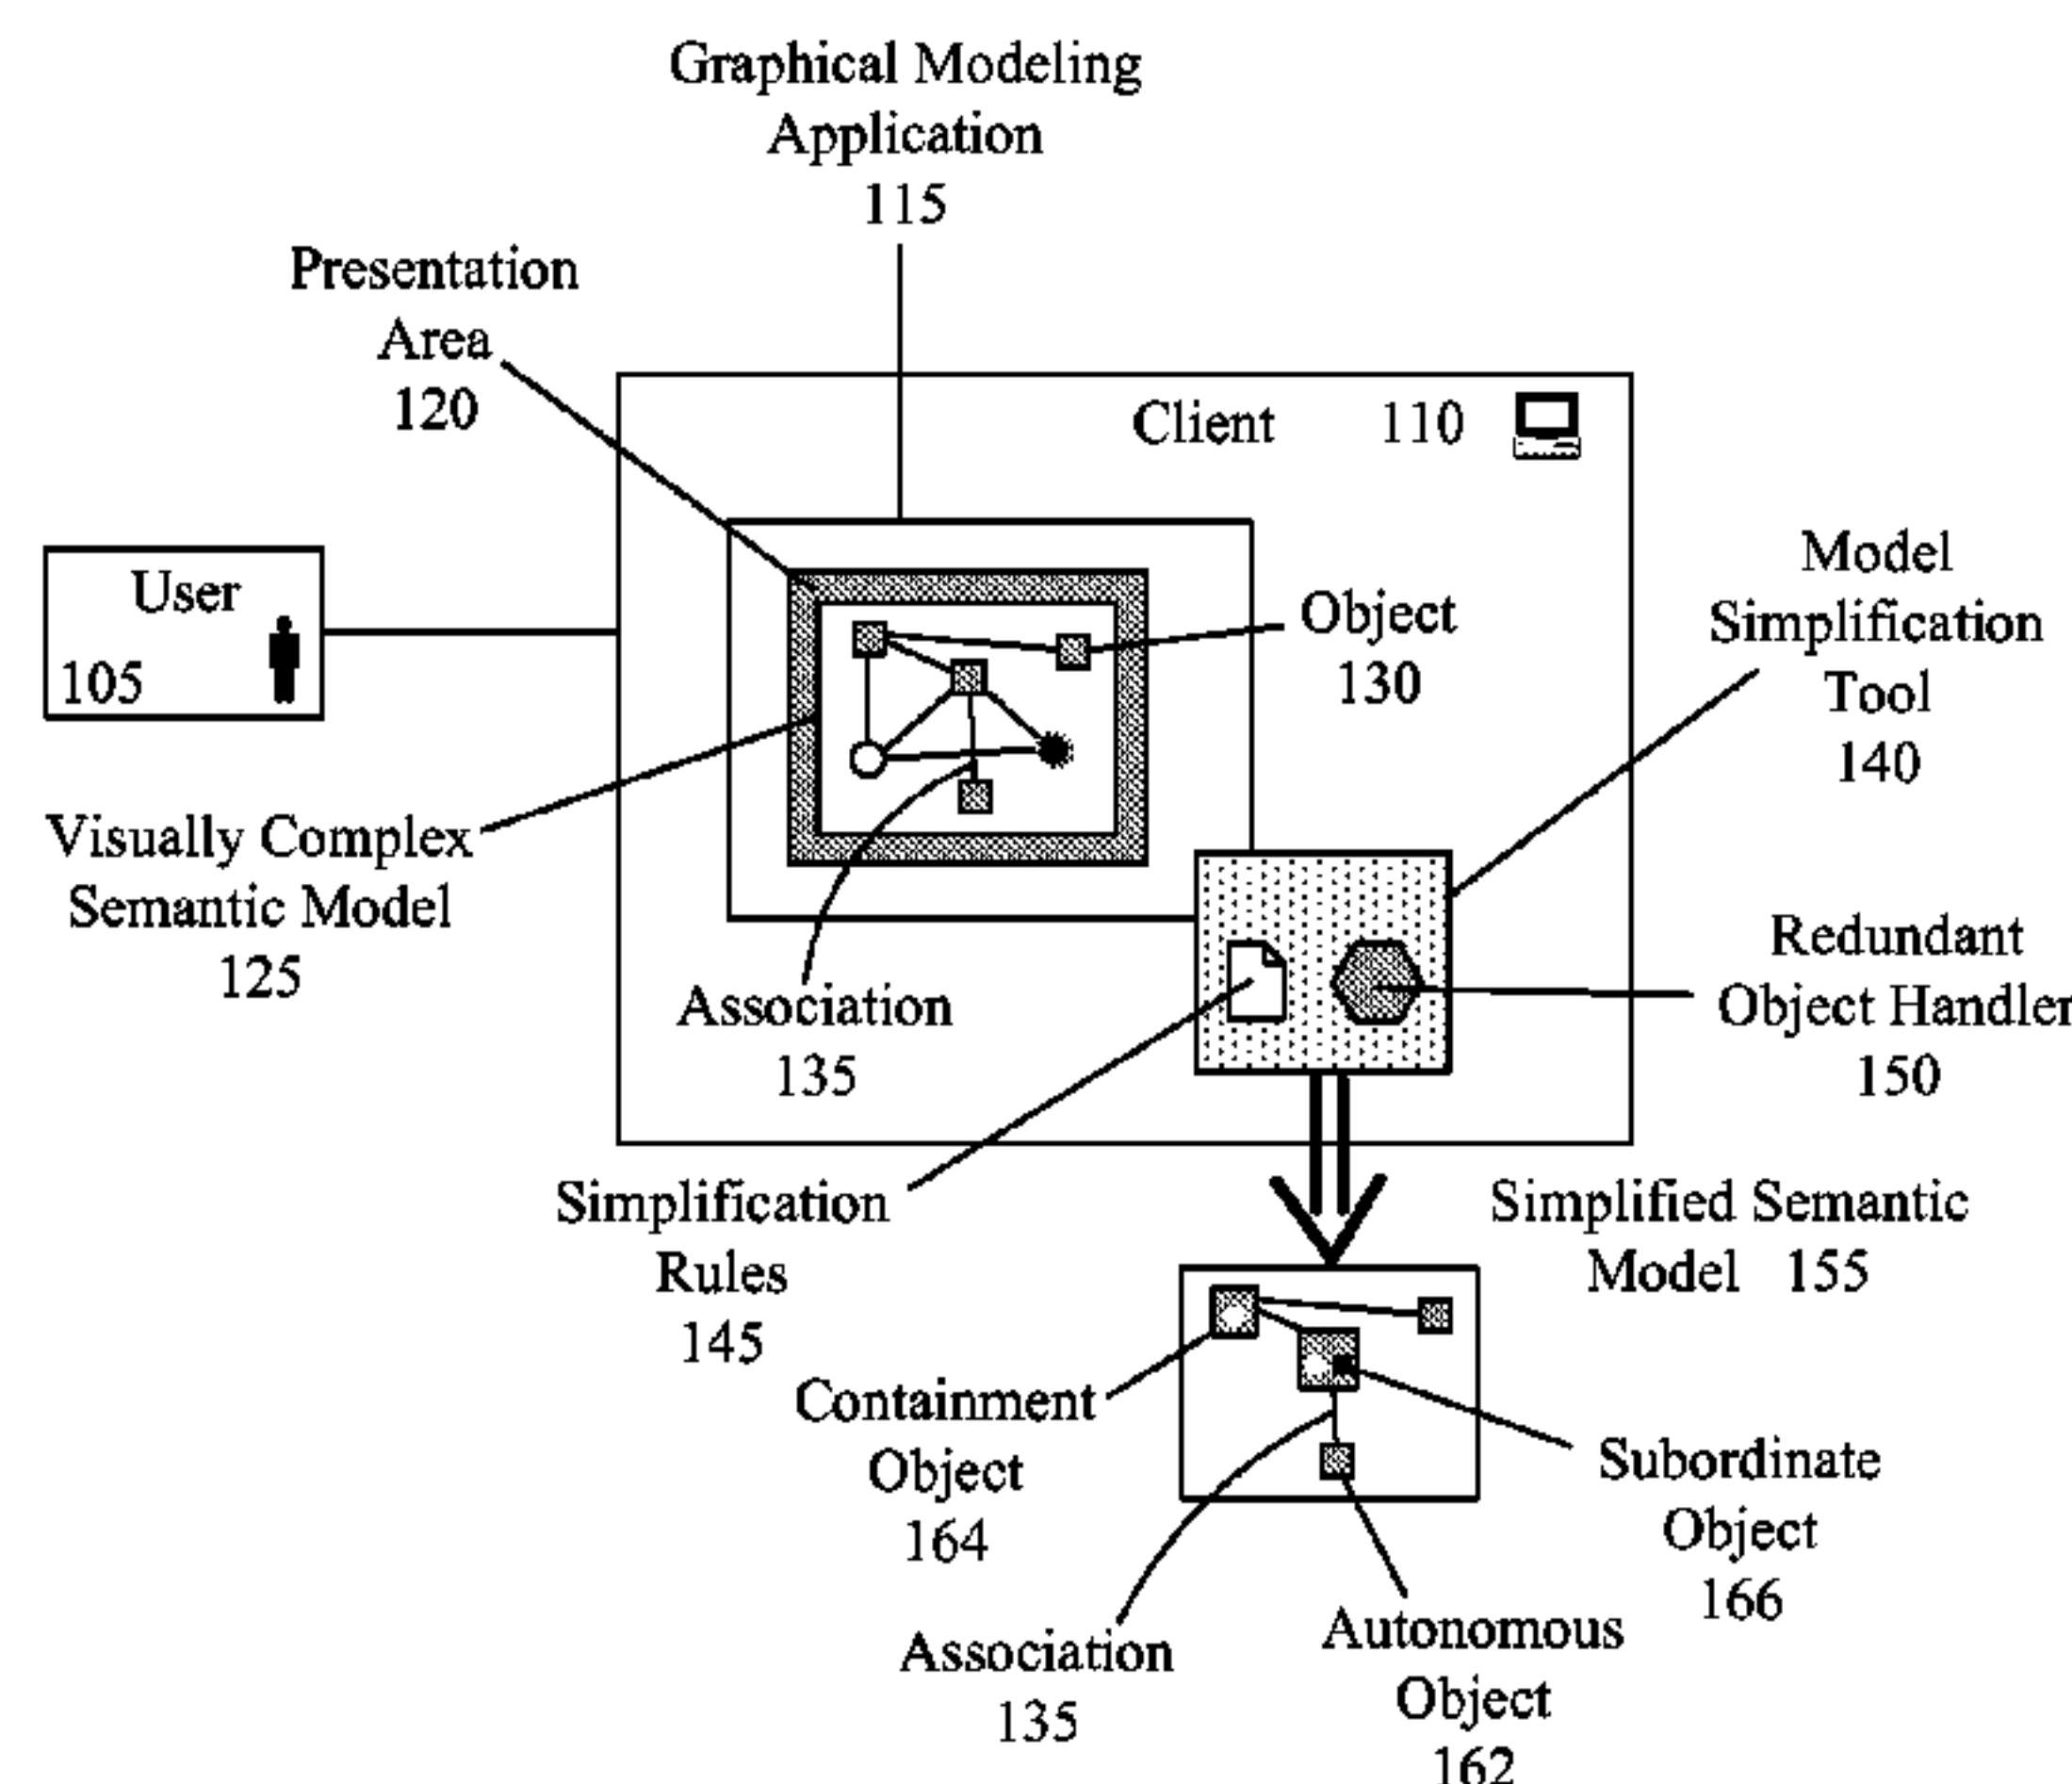 Graphical Modeling
Application
115
Presentation
Area
120
Client 110
User
105
Object
130
Model
Simplification
Tool
140
Visually Complex
Semantic Model
125
Association
135
Redundant
Object Handler
150
Simplification
Rules
145
Simplified Semantic
Model 155
Containment
Object
164
Subordinate
Object
166
Association
135
Autonomous
Object
162